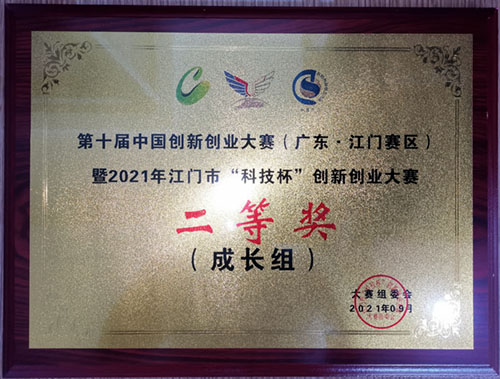 第十届中国创新创业大赛（广东·江门赛区）
暨2021年江门市“科技杯”创新创业大赛
二等奖
（成长组）
大赛组委会
2021年09月